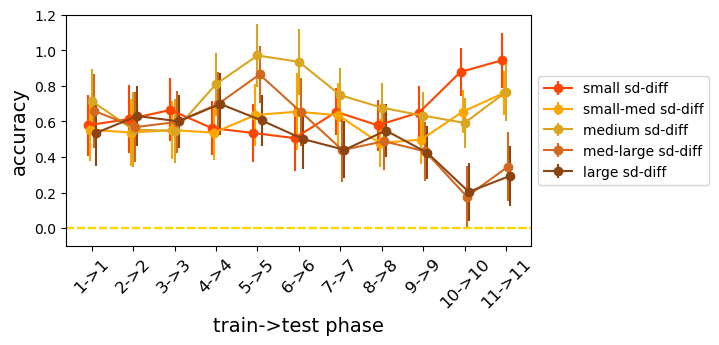 1.2
1.0
0.8
0.6
0.4
0.2
0.0
accuracy
1->1
2->2
3->3
4->4
5->5
6->6
7->7
8->8
9->9
10->10
11->11
train->test phase
small sd-diff
small-med sd-diff
medium sd-diff
med-large sd-diff
large sd-diff